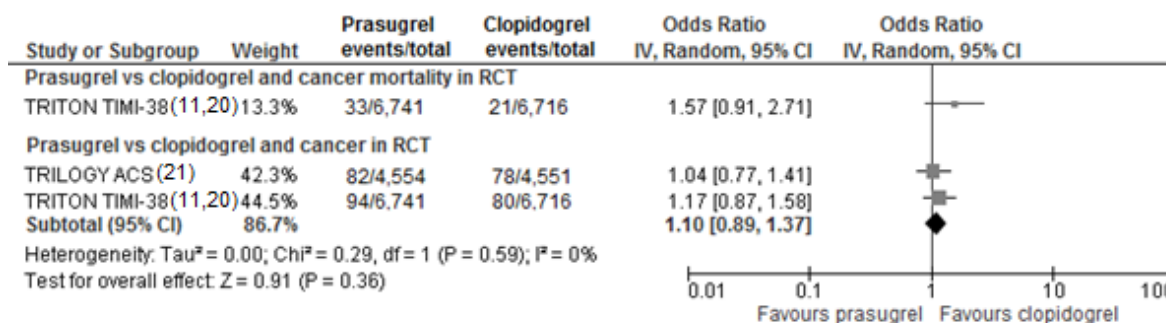 Prasugrel Clopidogrel Odds Ratio Odds Ratio
Study or Subgroup Weight events/total events/total IV, Random, 95% CI IV, Random, 95% CI
Prasugrel vs clopidogrel and cancer mortality in RCT
TRITON TIMI-38(11,20) 13.3% 33/6,741 21/6,716 1.57 [0.91, 2.71]
Prasugrel vs clopidogrel and cancer in RCT
TRILOGY ACS(21) 42.3% 82/4,554 78/4,551 1.04 [0.77, 1.41]
TRITON TIMI-38(11,20) 44.5% 94/6,741 80/6,716 1.17 [0.87, 1.58]
Subtotal (95% CI) 86.7% 1.10 [0.89, 1.37]
Heterogeneity: Tau² = 0.00; Chi² = 0.29, df = 1 (P = 0.59); I² = 0%
Test for overall effect: Z = 0.91 (P = 0.36)
0.01 0.1 1 10 100
Favours prasugrel Favours clopidogrel